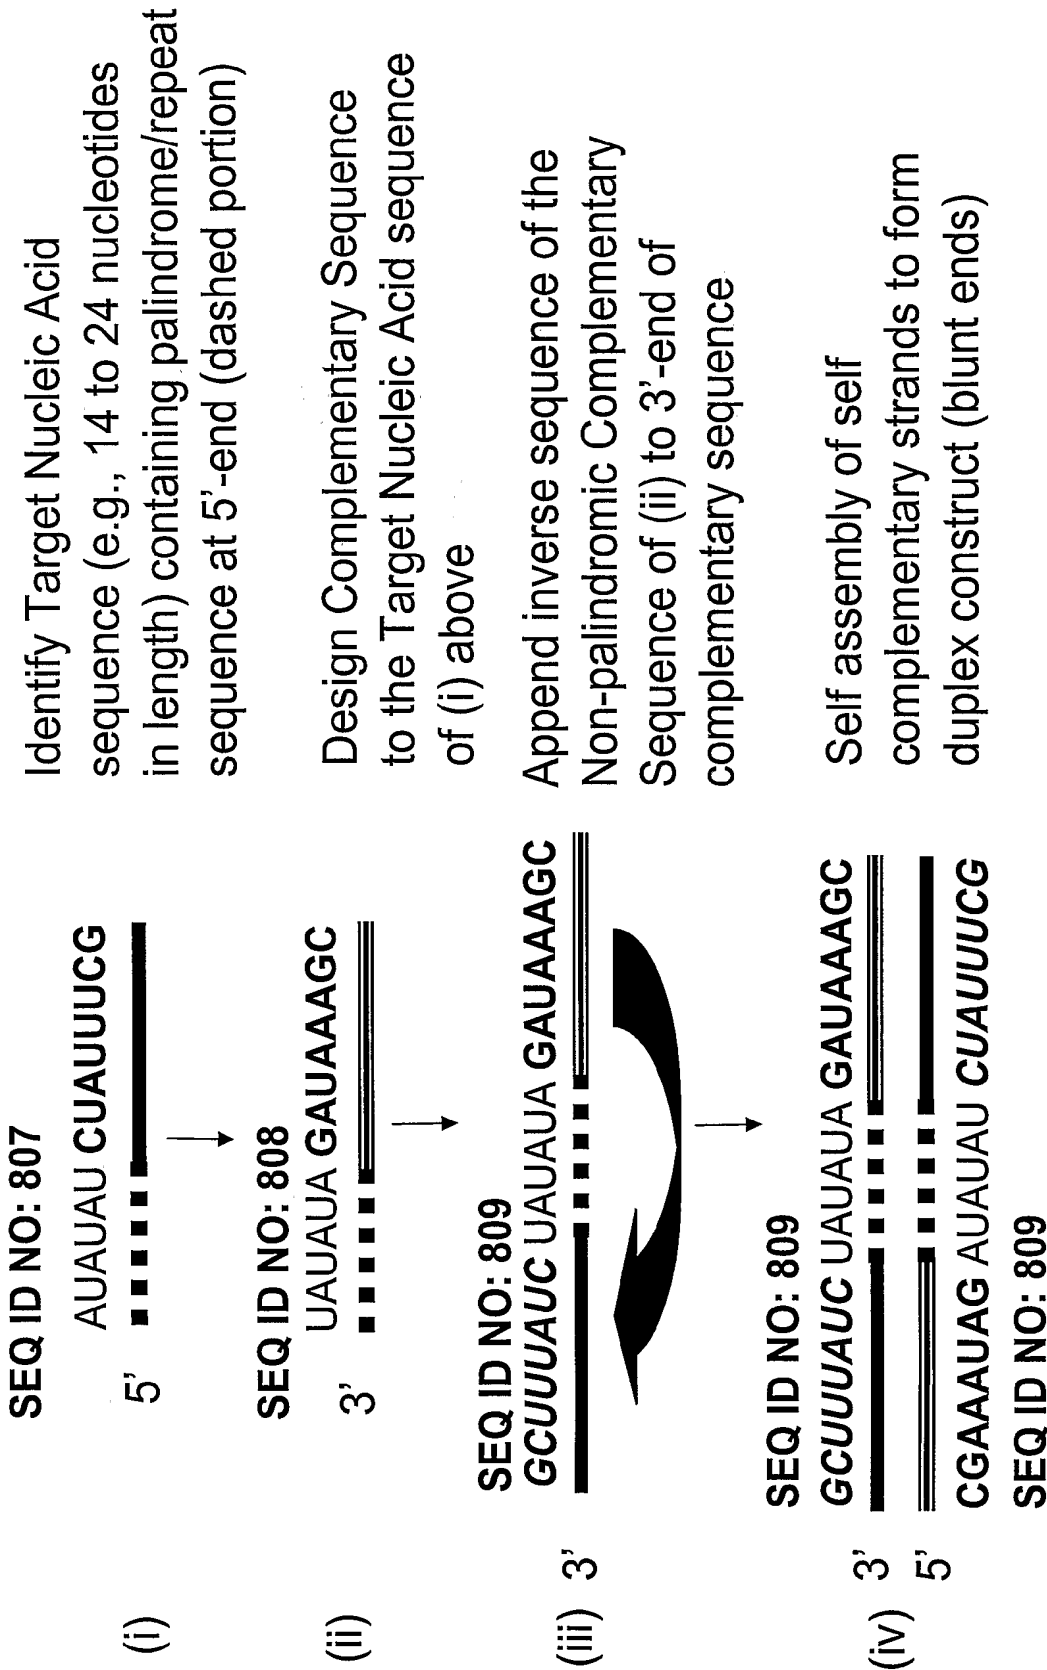 SEQ ID NO: 807
AUAUAU CUAUUUCG
(i)
5’
Identify Target Nucleic Acid
sequence (e.g., 14 to 24 nucleotides
in length) containing palindrome/repeat
sequence at 5’-end (dashed portion)
SEQ ID NO: 808
UAUAUA GAUAAAGC
(ii)
3’
Design Complementary Sequence
to the Target Nucleic Acid sequence
of (i) above
SEQ ID NO: 809
GCUUUAUC UAUAUA GAUAAAGC
(iii)
3’
Append inverse sequence of the
Non-palindromic Complementary
Sequence of (ii) to 3’-end of
complementary sequence
SEQ ID NO: 809
GCUUUAUC UAUAUA GAUAAAGC
(iv)
3’
5’
CGAAAUAG AUAUAU CUAUUUCG
SEQ ID NO: 809
Self assembly of self
complementary strands to form
duplex construct (blunt ends)